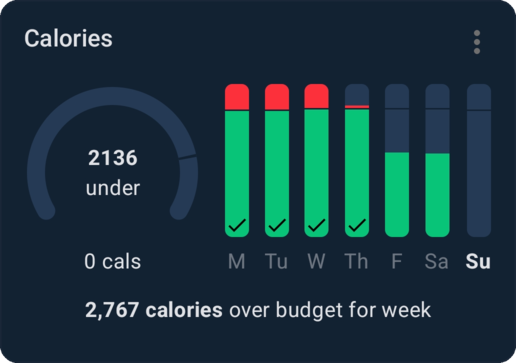 Calories
2136
under
0 cals
M Tu W Th F Sa Su
2,767 calories over budget for week